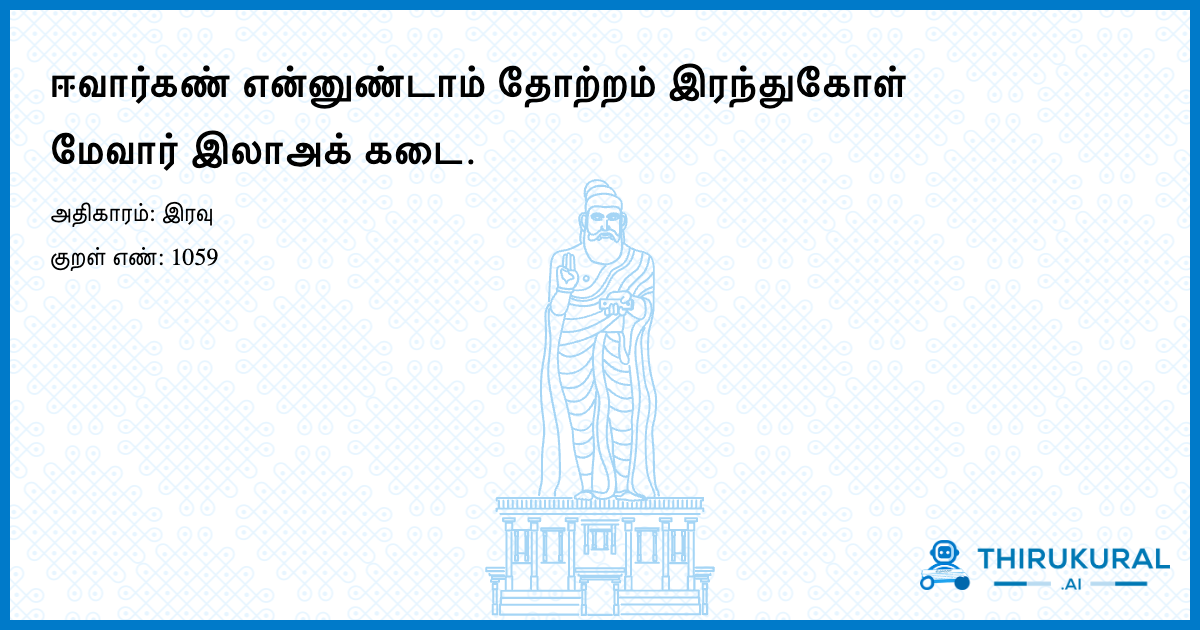 ஈவார்கண் என்னுண்டாம் தோற்றம் இரந்துகோள்
மேவார் இலாஅக் கடை.
அதிகாரம்: இரவு
குறள் எண்: 1059
THIRUKURAL
.AI